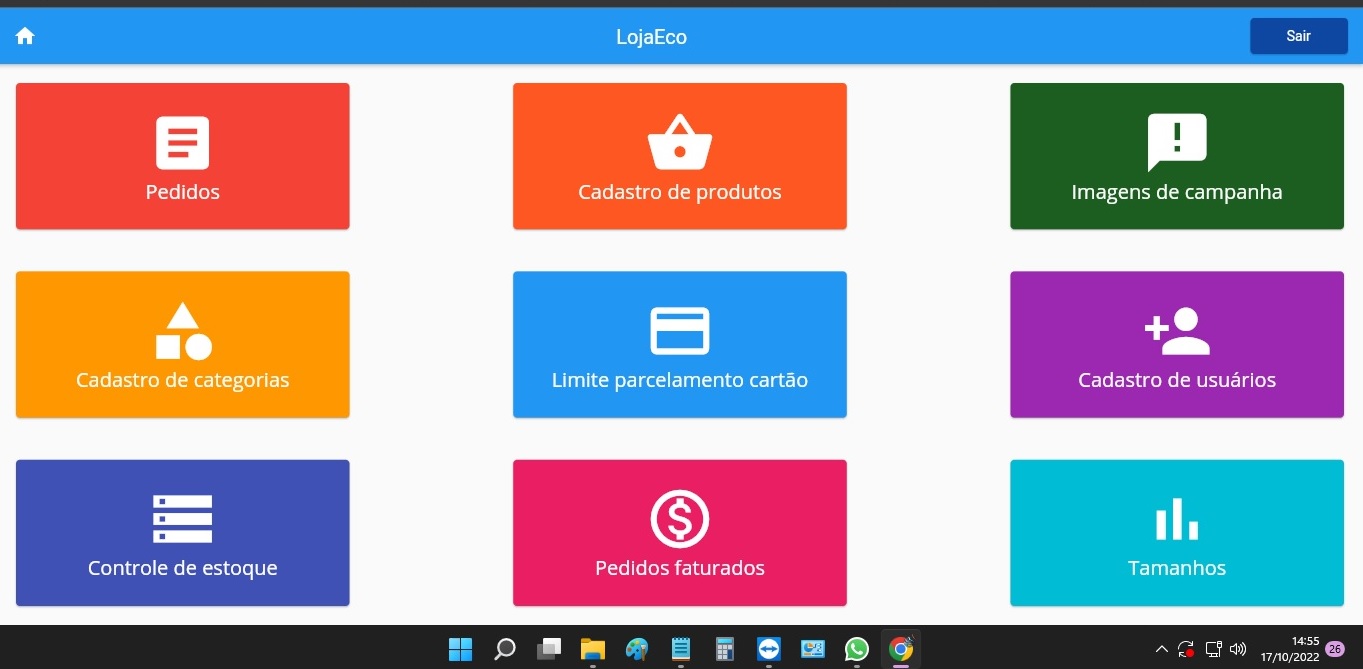 LojaEco
Sair
Pedidos
Cadastro de produtos
Imagens de campanha
Cadastro de categorias
Limite parcelamento cartão
Cadastro de usuários
Controle de estoque
Pedidos faturados
Tamanhos
14:55
17/10/2022
26